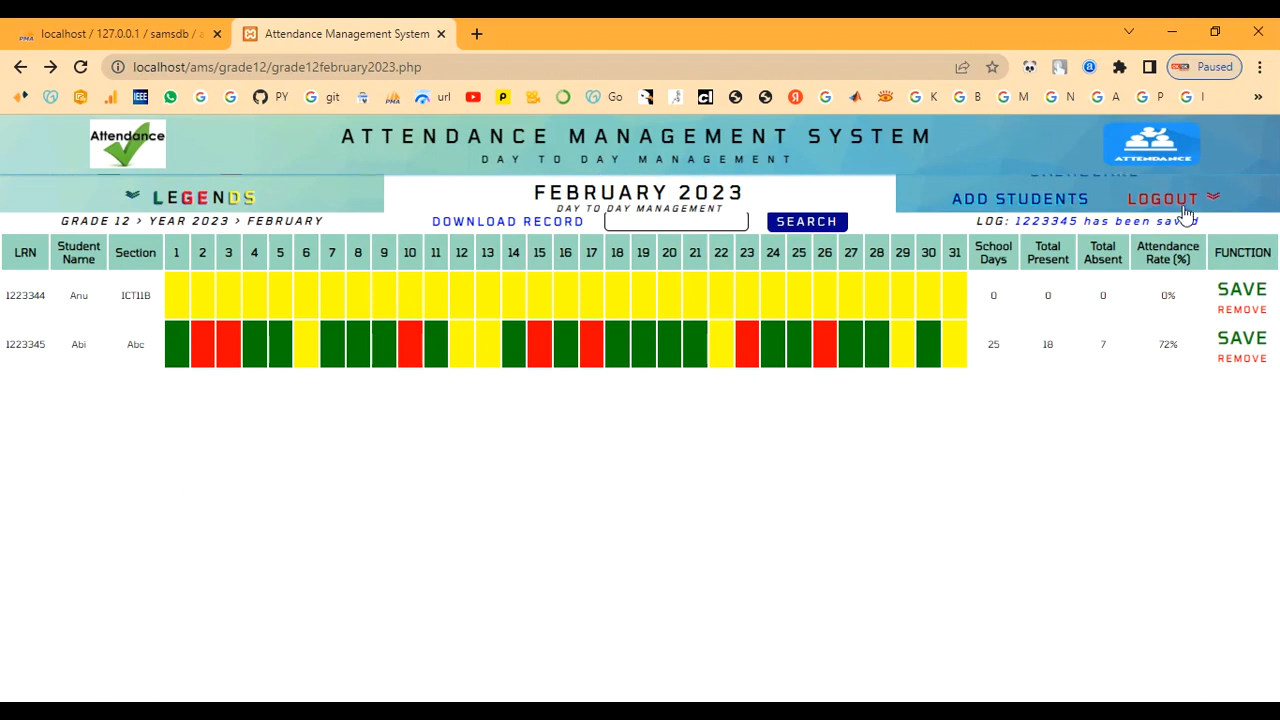 localhost / 127.0.0.1 / samsdb /
Attendance Management System
localhost/ams/grade12/grade12february2023.php
Paused
PY git url Go K B M N A P I
Attendance
ATTENDANCE MANAGEMENT SYSTEM
DAY TO DAY MANAGEMENT
ATTENDANCE
LEGENDS
FEBRUARY 2023
DAY TO DAY MANAGEMENT
ADD STUDENTS LOGOUT
GRADE 12 > YEAR 2023 > FEBRUARY DOWNLOAD RECORD SEARCH LOG: 1223345 has been saved
LRN Student Name Section 1 2 3 4 5 6 7 8 9 10 11 12 13 14 15 16 17 18 19 20 21 22 23 24 25 26 27 28 29 30 31 School Days Total Present Total Absent Attendance Rate (%) FUNCTION
1223344 Anu ICT11B 0 0 0 0% SAVE
REMOVE
1223345 Abi Abc 25 18 7 72% SAVE
REMOVE